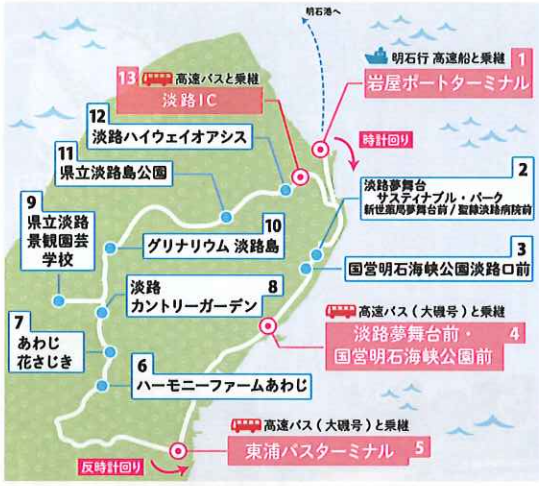 明石港へ
明石行 高速船と乗継
1
岩屋ポートターミナル
13
高速バスと乗継
淡路IC
時計回り
12
淡路ハイウェイオアシス
11
県立淡路島公園
2
淡路夢舞台
サスティナブル・パーク
新世薬局夢舞台前/聖隷淡路病院前
9
県立淡路
景観園芸
学校
10
グリナリウム 淡路島
3
国営明石海峡公園淡路口前
淡路
8
カントリーガーデン
高速バス(大磯号)と乗継
淡路夢舞台前・
4
国営明石海峡公園前
7
あわじ
花さじき
6
ハーモニーファームあわじ
高速バス(大磯号)と乗継
東浦バスターミナル
5
反時計回り